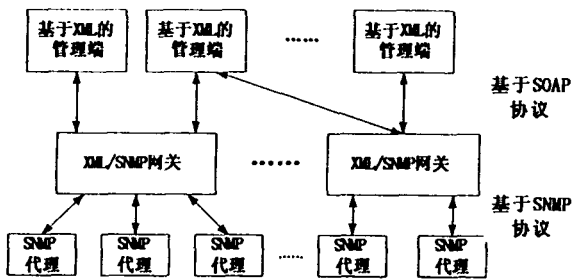 基于XML的
管理端
基于XML的
管理端
……
基于XML的
管理端
基于SOAP
协议
XML/SNMP网关
……
XML/SNMP网关
基于SNMP
协议
SNMP
代理
SNMP
代理
SNMP
代理
……
SNMP
代理
SNMP
代理